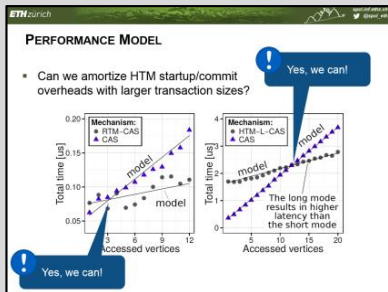 ETH zürich
PERFORMANCE MODEL
Can we amortize HTM startup/commit
overheads with larger transaction sizes?
Yes, we can!
Mechanism:
RTM-CAS
CAS
0.20
0.15
0.10
0.05
Total time [us]
model
model
3
6
9
12
Accessed vertices
Mechanism:
HTM-L-CAS
CAS
4
3
2
1
0
Total time [us]
model
model
The long mode
results in higher
latency than
the short mode
5
10
15
20
Accessed vertices
Yes, we can!